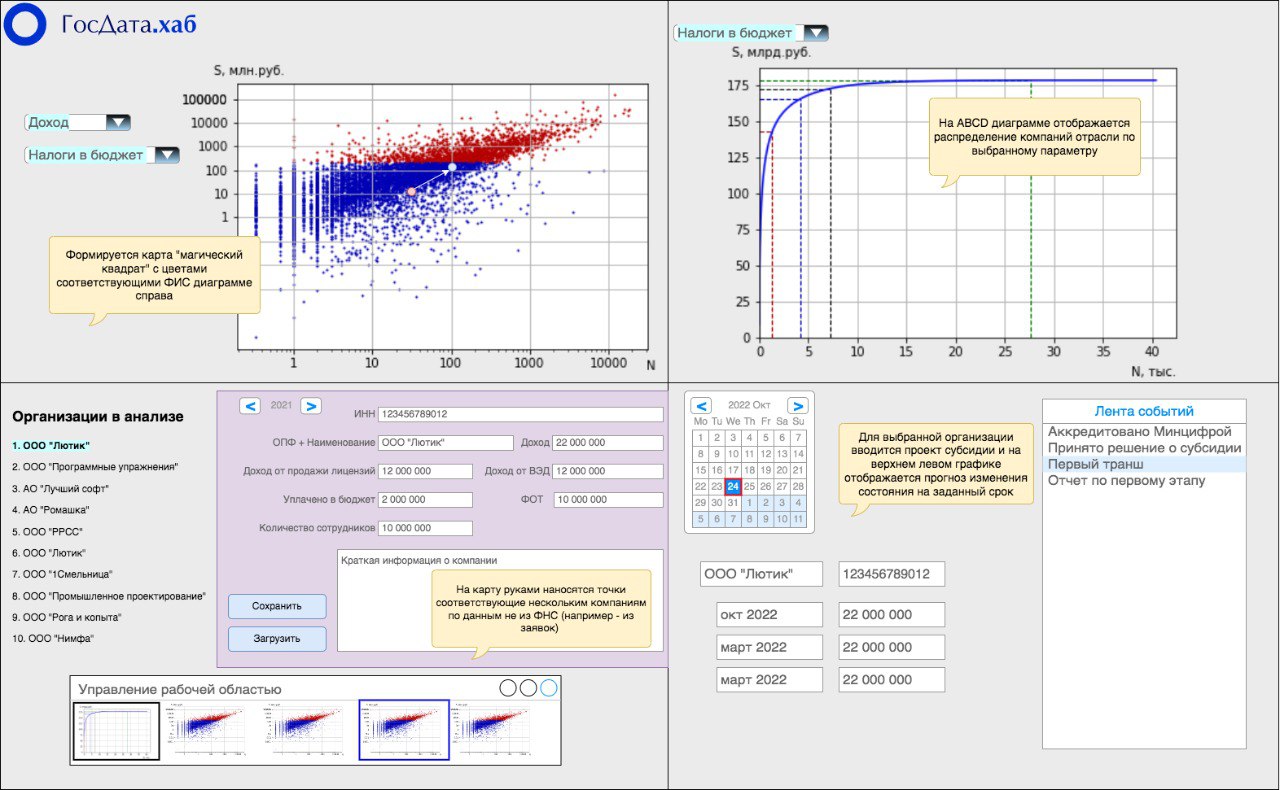 ГосДата.хаб
S, млн.руб.
Доход
Налоги в бюджет
100000
10000
1000
100
10
1
1
10
100
1000
10000
N
Формируется карта "магический
квадрат" с цветами
соответствующими ФИС диаграмме
справа
Налоги в бюджет
S, млрд.руб.
175
150
125
100
75
50
25
0
0
5
10
15
20
25
30
35
40
N, тыс.
На ABCD диаграмме отображается
распределение компаний отрасли по
выбранному параметру
Организации в анализе
1. ООО "Лютик"
2. ООО "Программные упражнения"
3. АО "Лучший софт"
4. АО "Ромашка"
5. ООО "РРСС"
6. ООО "Лютик"
7. ООО "1Смельница"
8. ООО "Промышленное проектирование"
9. ООО "Рога и копыта"
10. ООО "Нимфа"
< 2021 >
ИНН 123456789012
ОПФ + Наименование ООО "Лютик" Доход 22 000 000
Доход от продажи лицензий 12 000 000 Доход от ВЭД 12 000 000
Уплачено в бюджет 2 000 000 ФОТ 10 000 000
Количество сотрудников 10 000 000
Краткая информация о компании
Сохранить
Загрузить
На карту руками наносятся точки
соответствующие нескольким компаниям
по данным не из ФНС (например - из
заявок)
Управление рабочей областью
< 2022 Окт >
Mo Tu We Th Fr Sa Su
1 2 3 4 5 6 7
8 9 10 11 12 13 14
15 16 17 18 19 20 21
22 23 24 25 26 27 28
29 30 31 1 2 3 4
5 6 7 8 9 10 11
Для выбранной организации
вводится проект субсидии и на
верхнем левом графике
отображается прогноз изменения
состояния на заданный срок
ООО "Лютик" 123456789012
окт 2022 22 000 000
март 2022 22 000 000
март 2022 22 000 000
Лента событий
Аккредитовано Минцифрой
Принято решение о субсидии
Первый транш
Отчет по первому этапу